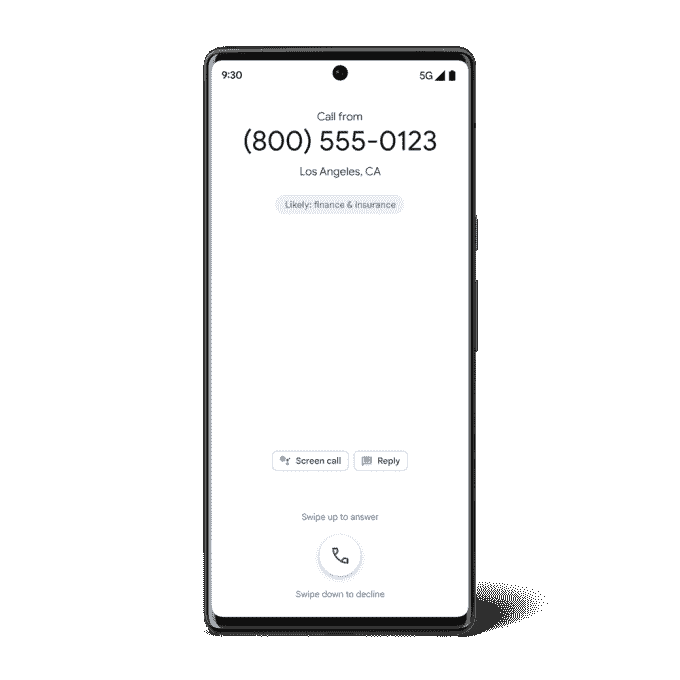 9:30 5G
Call from
(800) 555-0123
Los Angeles, CA
Likely: finance & insurance
Screen call Reply
Swipe up to answer
Swipe down to decline